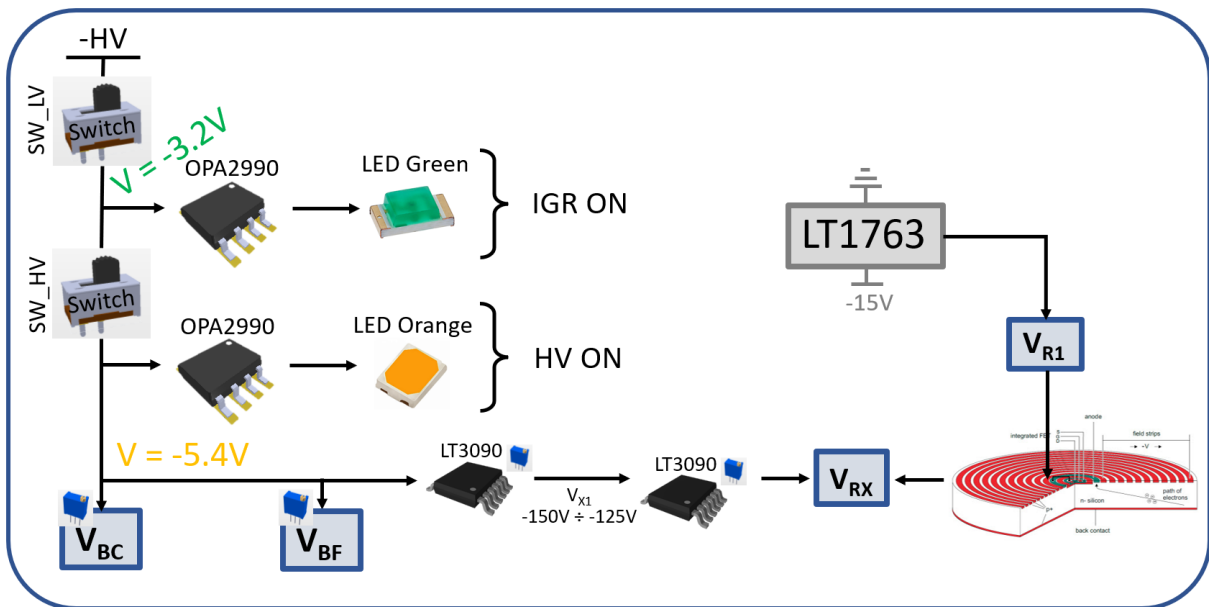 -HV
SW_LV
Switch
V = -3.2V
OPA2990
LED Green
IGR ON
SW_HV
Switch
OPA2990
LED Orange
HV ON
V = -5.4V
LT3090
V_X1
-150V ÷ -125V
LT3090
V_BC
V_BF
V_RX
LT1763
-15V
V_R1
anode
integrated FET
S
G
D
field strips
-V
path of
electrons
n- silicon
p+
back contact